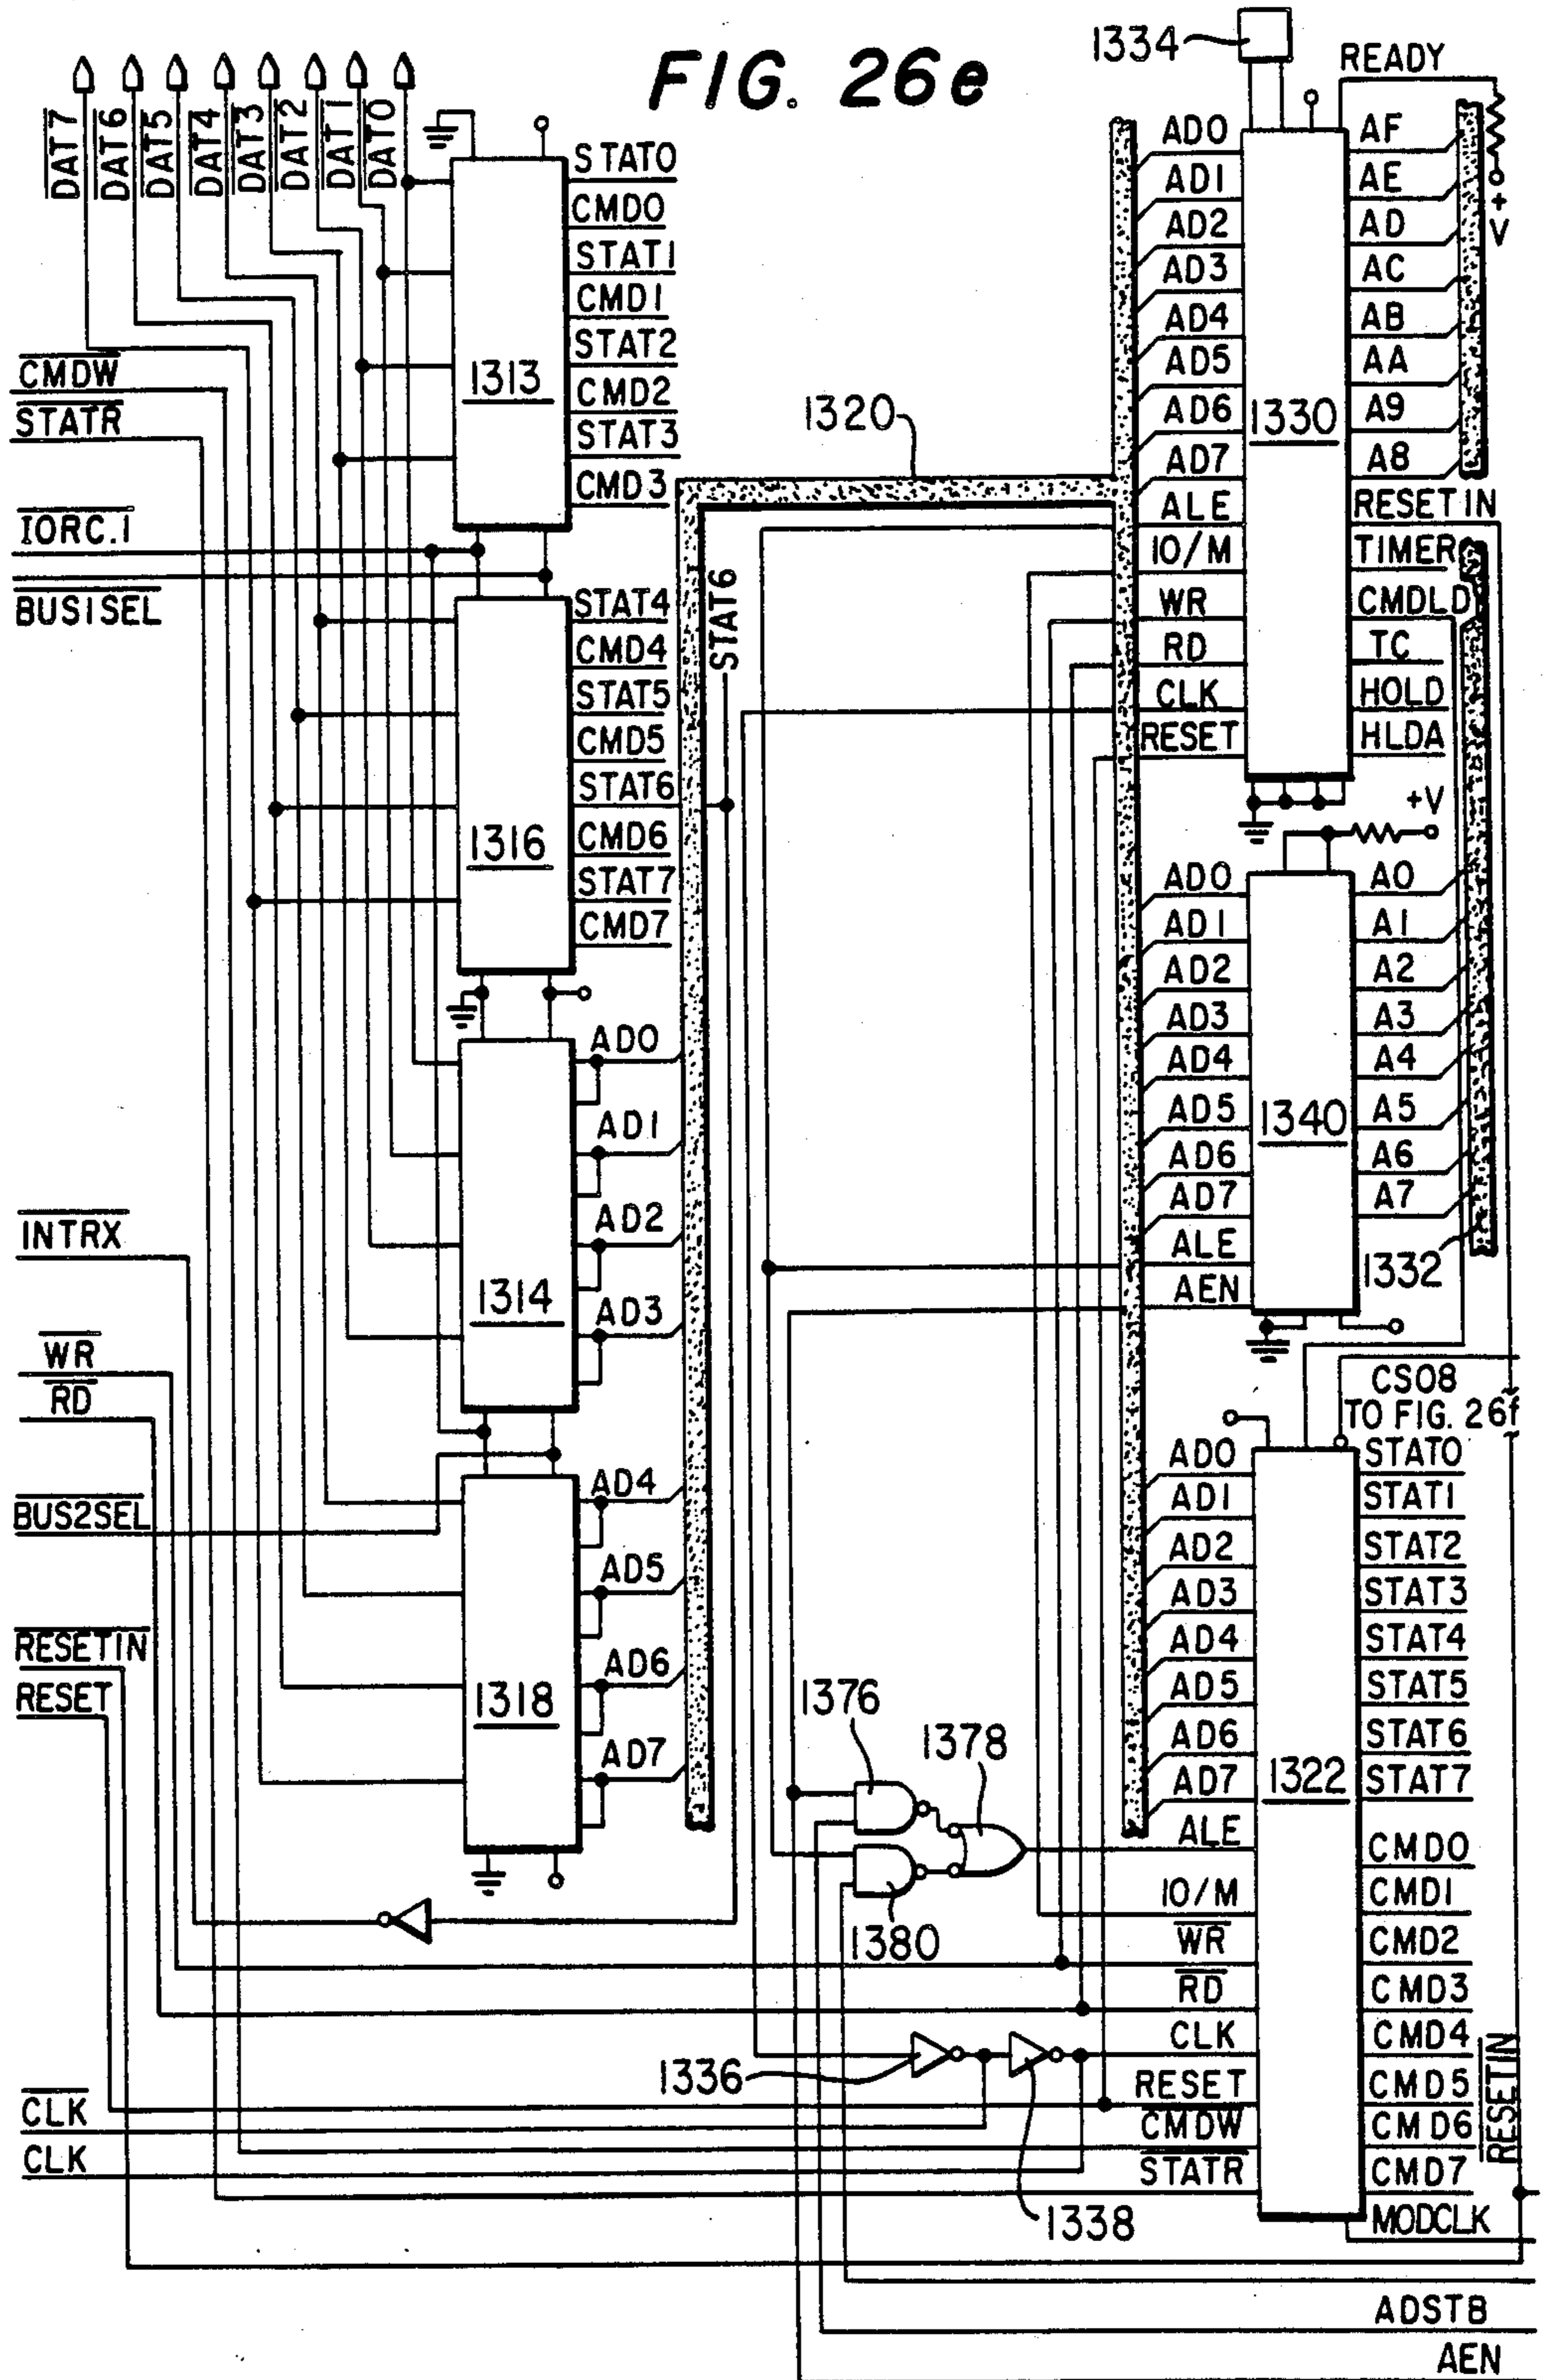 FIG. 26e
DAT7
DAT6
DAT5
DAT4
DAT3
DAT2
DAT1
DAT0
CMDW
STATR
IORC.1
BUS1SEL
INTRX
WR
RD
BUS2SEL
RESETIN
RESET
CLK
CLK
STAT0
CMD0
STAT1
CMD1
STAT2
CMD2
STAT3
CMD3
1313
STAT4
CMD4
STAT5
CMD5
STAT6
CMD6
STAT7
CMD7
1316
AD0
AD1
AD2
AD3
1314
AD4
AD5
AD6
AD7
1318
1320
STAT6
1334
READY
AD0
AD1
AD2
AD3
AD4
AD5
AD6
AD7
ALE
IO/M
WR
RD
CLK
RESET
1330
AF
AE
AD
AC
AB
AA
A9
A8
RESETIN
TIMER
CMDLD
TC
HOLD
HLDA
+
V
+V
AD0
AD1
AD2
AD3
AD4
AD5
AD6
AD7
ALE
AEN
1340
A0
A1
A2
A3
A4
A5
A6
A7
1332
CS08
TO FIG. 26f
AD0
AD1
AD2
AD3
AD4
AD5
AD6
AD7
ALE
IO/M
WR
RD
CLK
RESET
CMDW
STATR
1322
STAT0
STAT1
STAT2
STAT3
STAT4
STAT5
STAT6
STAT7
CMD0
CMD1
CMD2
CMD3
CMD4
CMD5
CMD6
CMD7
MODCLK
RESETIN
1376
1378
1380
1336
1338
ADSTB
AEN